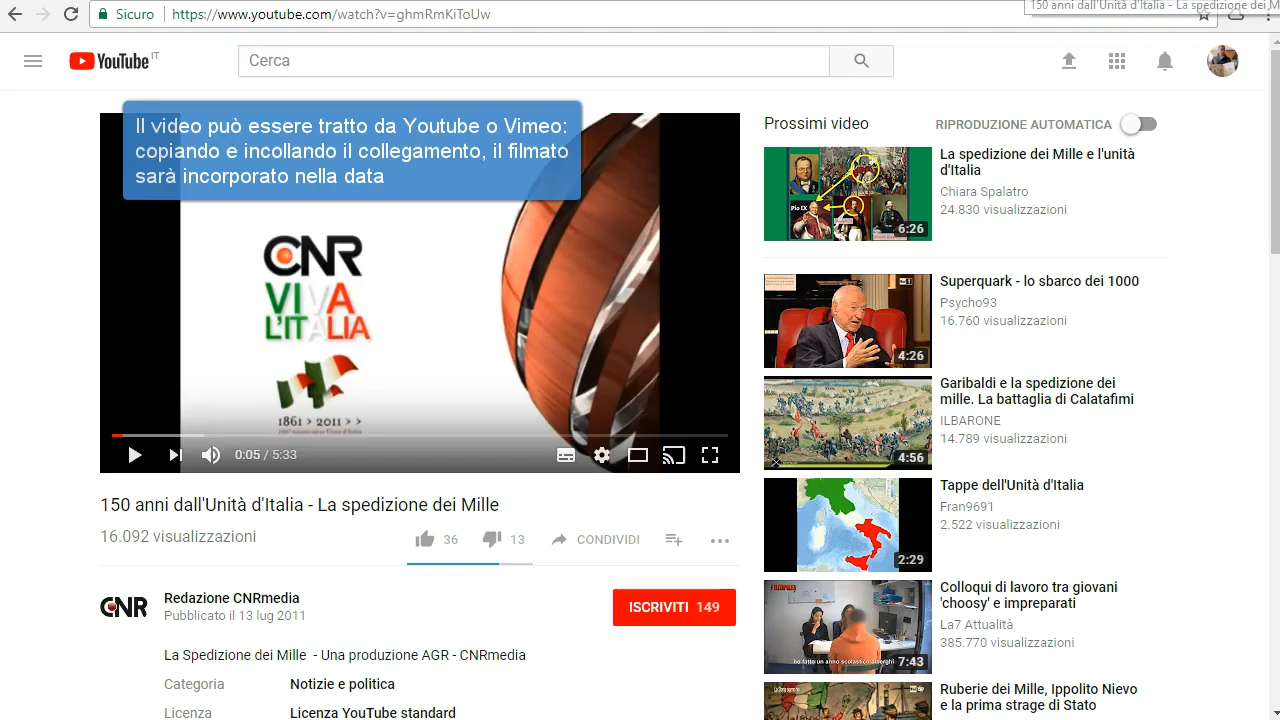 Sicuro
https://www.youtube.com/watch?v=ghmRmKiToUw
150 anni dall'Unità d'Italia - La spedizione dei M
YouTube IT
Cerca
Il video può essere tratto da Youtube o Vimeo:
copiando e incollando il collegamento, il filmato
sarà incorporato nella data
CNR
VIVA
L'ITALIA
1861 > 2011 > >
0:05 / 5:33
150 anni dall'Unità d'Italia - La spedizione dei Mille
16.092 visualizzazioni
36
13
CONDIVIDI
CNR
Redazione CNRmedia
Pubblicato il 13 lug 2011
ISCRIVITI 149
La Spedizione dei Mille - Una produzione AGR - CNRmedia
Categoria
Notizie e politica
Licenza
Licenza YouTube standard
Prossimi video
RIPRODUZIONE AUTOMATICA
Pio IX
6:26
La spedizione dei Mille e l'unità
d'Italia
Chiara Spalatro
24.830 visualizzazioni
4:26
Superquark - lo sbarco dei 1000
Psycho93
16.760 visualizzazioni
4:56
Garibaldi e la spedizione dei
mille. La battaglia di Calatafimi
ILBARONE
14.789 visualizzazioni
2:29
Tappe dell'Unità d'Italia
Fran9691
2.522 visualizzazioni
ho fatto un anno scolastico alberghi
7:43
Colloqui di lavoro tra giovani
'choosy' e impreparati
La7 Attualità
385.770 visualizzazioni
Ruberie dei Mille, Ippolito Nievo
e la prima strage di Stato